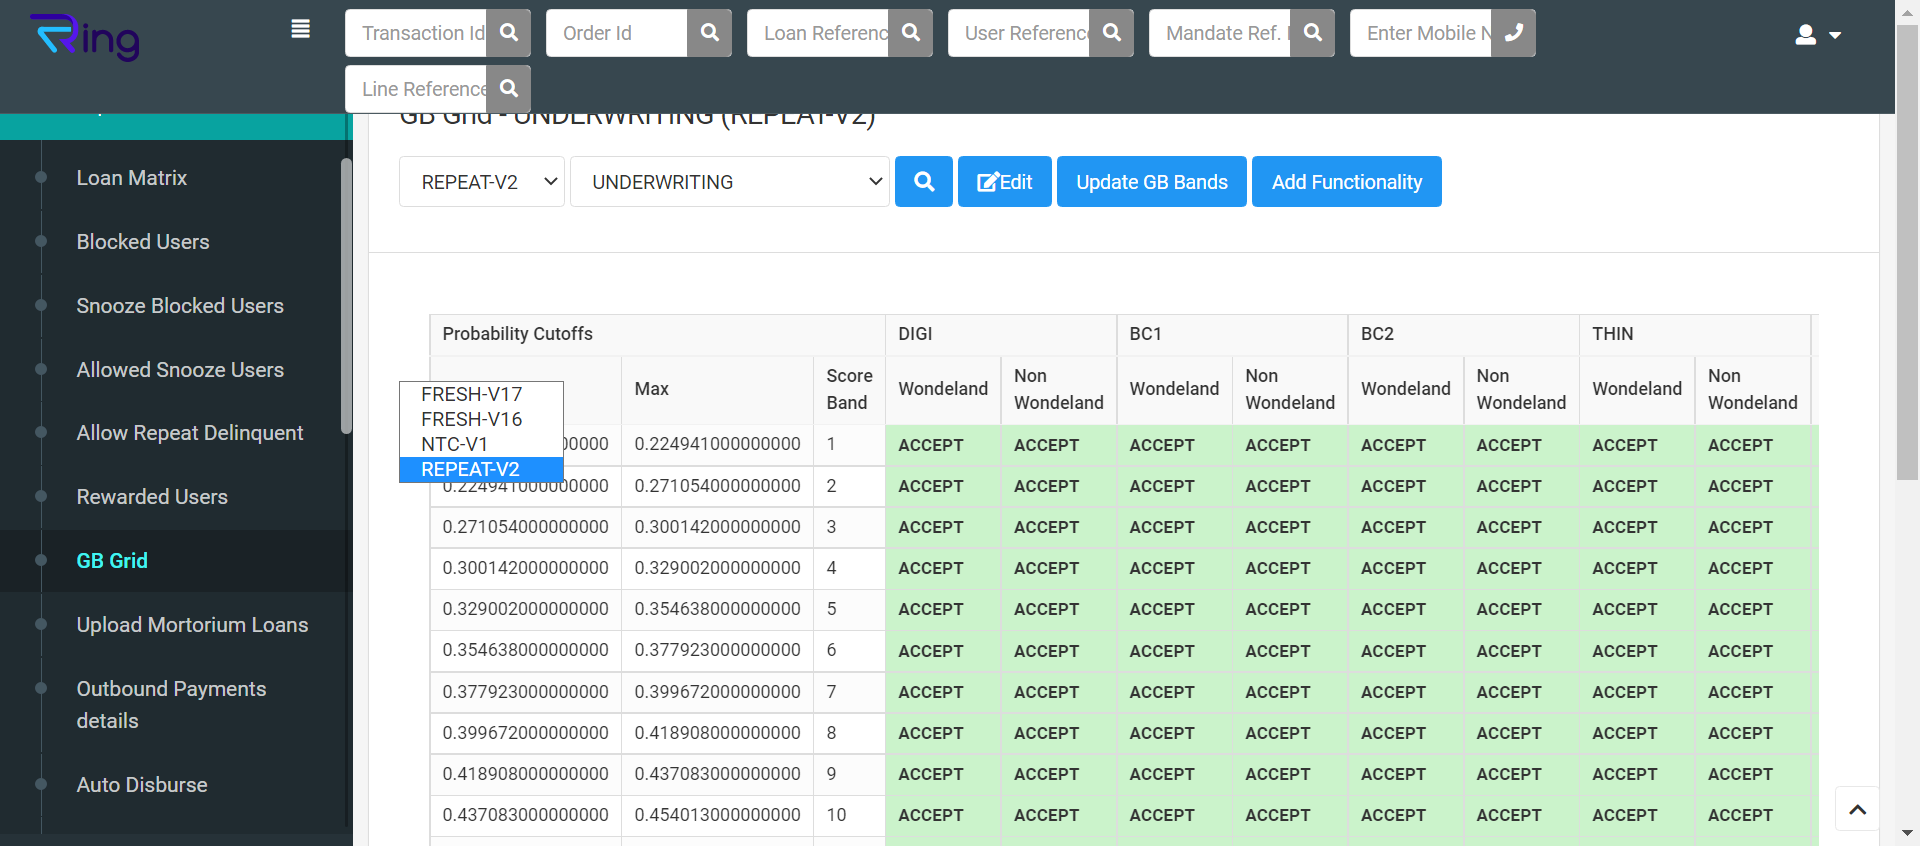 Ring
Transaction Id
Order Id
Loan Referenc
User Referenc
Mandate Ref.
Enter Mobile N
Line Reference
GB Grid - UNDERWRITING (REPEAT-V2)
REPEAT-V2
UNDERWRITING
Edit
Update GB Bands
Add Functionality
Loan Matrix
Blocked Users
Snooze Blocked Users
Allowed Snooze Users
Allow Repeat Delinquent
Rewarded Users
GB Grid
Upload Mortorium Loans
Outbound Payments
details
Auto Disburse
FRESH-V17
FRESH-V16
NTC-V1
REPEAT-V2
Probability Cutoffs DIGI BC1 BC2 THIN
Max Score Band Wondeland Non Wondeland Wondeland Non Wondeland Wondeland Non Wondeland Wondeland Non Wondeland
0.224941000000000 1 ACCEPT ACCEPT ACCEPT ACCEPT ACCEPT ACCEPT ACCEPT ACCEPT
0.224941000000000 0.271054000000000 2 ACCEPT ACCEPT ACCEPT ACCEPT ACCEPT ACCEPT ACCEPT ACCEPT
0.271054000000000 0.300142000000000 3 ACCEPT ACCEPT ACCEPT ACCEPT ACCEPT ACCEPT ACCEPT ACCEPT
0.300142000000000 0.329002000000000 4 ACCEPT ACCEPT ACCEPT ACCEPT ACCEPT ACCEPT ACCEPT ACCEPT
0.329002000000000 0.354638000000000 5 ACCEPT ACCEPT ACCEPT ACCEPT ACCEPT ACCEPT ACCEPT ACCEPT
0.354638000000000 0.377923000000000 6 ACCEPT ACCEPT ACCEPT ACCEPT ACCEPT ACCEPT ACCEPT ACCEPT
0.377923000000000 0.399672000000000 7 ACCEPT ACCEPT ACCEPT ACCEPT ACCEPT ACCEPT ACCEPT ACCEPT
0.399672000000000 0.418908000000000 8 ACCEPT ACCEPT ACCEPT ACCEPT ACCEPT ACCEPT ACCEPT ACCEPT
0.418908000000000 0.437083000000000 9 ACCEPT ACCEPT ACCEPT ACCEPT ACCEPT ACCEPT ACCEPT ACCEPT
0.437083000000000 0.454013000000000 10 ACCEPT ACCEPT ACCEPT ACCEPT ACCEPT ACCEPT ACCEPT ACCEPT